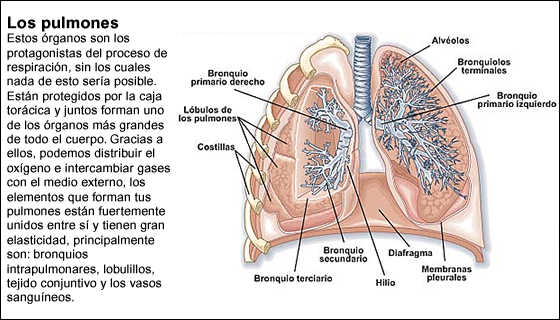 Los pulmones
Estos órganos son los
protagonistas del proceso de
respiración, sin los cuales
nada de esto sería posible.
Están protegidos por la caja
torácica y juntos forman uno
de los órganos más grandes
de todo el cuerpo. Gracias a
ellos, podemos distribuir el
oxígeno e intercambiar gases
con el medio externo, los
elementos que forman tus
pulmones están fuertemente
unidos entre sí y tienen gran
elasticidad, principalmente
son: bronquios
intrapulmonares, lobulillos,
tejido conjuntivo y los vasos
sanguíneos.
Alvéolos
Bronquiolos
terminales
Bronquio
primario derecho
Bronquio
primario izquierdo
Lóbulos de
los pulmones
Costillas
Bronquio
secundario
Diafragma
Bronquio terciario
Hilio
Membranas
pleurales